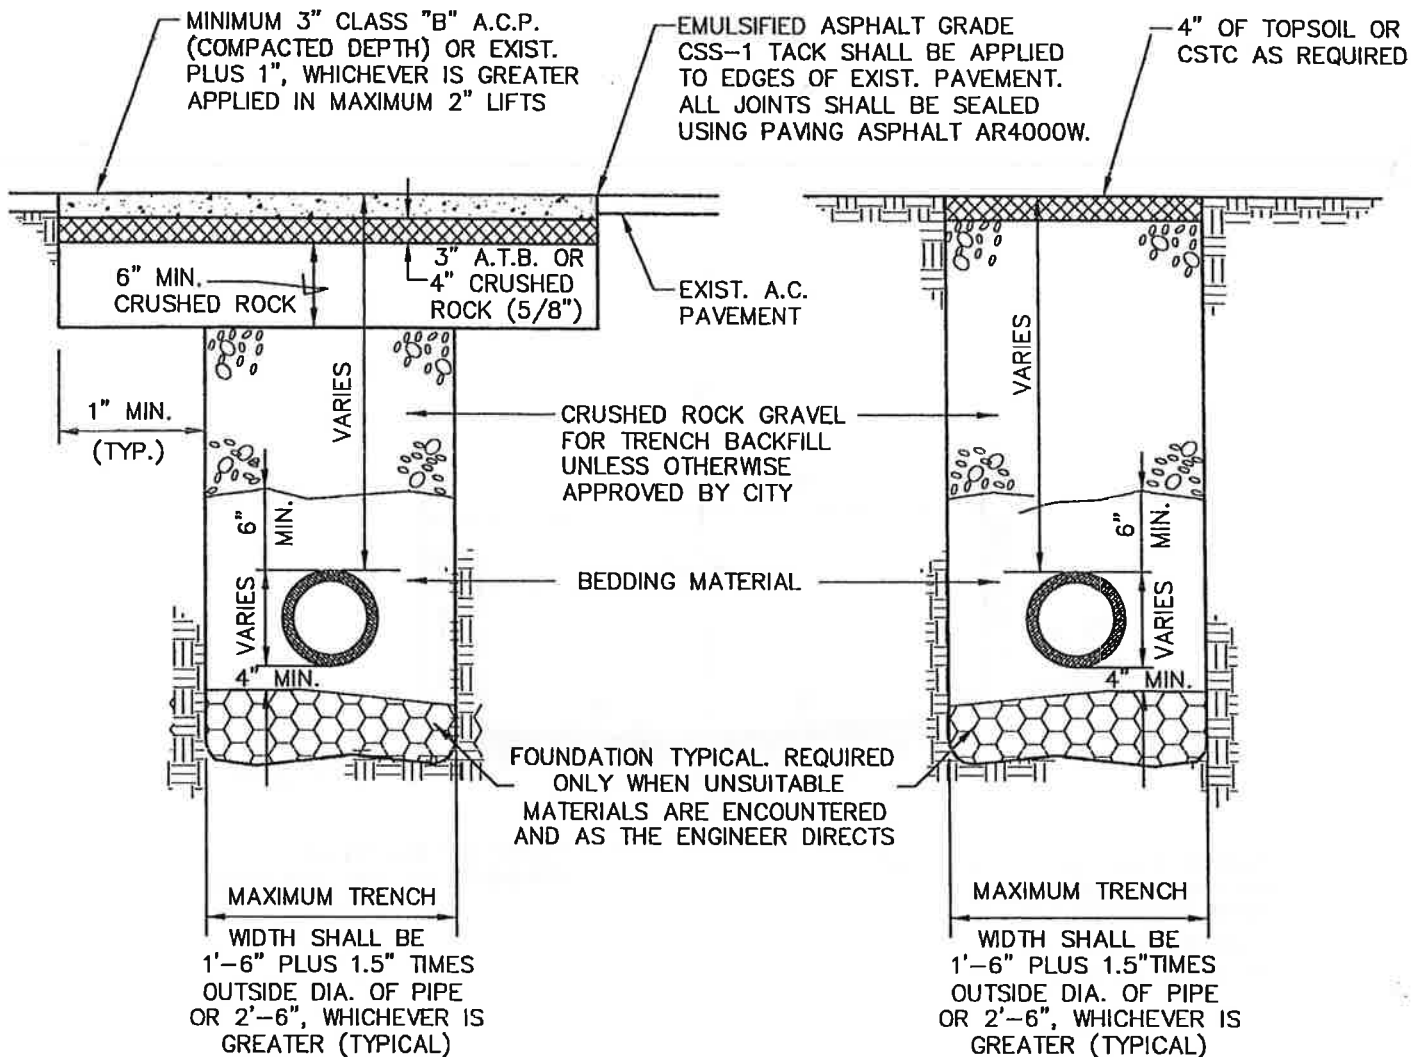 MINIMUM 3" CLASS "B" A.C.P.
(COMPACTED DEPTH) OR EXIST.
PLUS 1", WHICHEVER IS GREATER
APPLIED IN MAXIMUM 2" LIFTS
EMULSIFIED ASPHALT GRADE
CSS-1 TACK SHALL BE APPLIED
TO EDGES OF EXIST. PAVEMENT.
ALL JOINTS SHALL BE SEALED
USING PAVING ASPHALT AR4000W.
4" OF TOPSOIL OR
CSTC AS REQUIRED
6" MIN.
CRUSHED ROCK
3" A.T.B. OR
4" CRUSHED
ROCK (5/8")
EXIST. A.C.
PAVEMENT
VARIES
VARIES
1" MIN.
(TYP.)
CRUSHED ROCK GRAVEL
FOR TRENCH BACKFILL
UNLESS OTHERWISE
APPROVED BY CITY
6"
MIN.
6"
MIN.
VARIES
BEDDING MATERIAL
VARIES
4" MIN.
4" MIN.
FOUNDATION TYPICAL. REQUIRED
ONLY WHEN UNSUITABLE
MATERIALS ARE ENCOUNTERED
AND AS THE ENGINEER DIRECTS
MAXIMUM TRENCH
WIDTH SHALL BE
1'-6" PLUS 1.5" TIMES
OUTSIDE DIA. OF PIPE
OR 2'-6", WHICHEVER IS
GREATER (TYPICAL)
MAXIMUM TRENCH
WIDTH SHALL BE
1'-6" PLUS 1.5"TIMES
OUTSIDE DIA. OF PIPE
OR 2'-6", WHICHEVER IS
GREATER (TYPICAL)